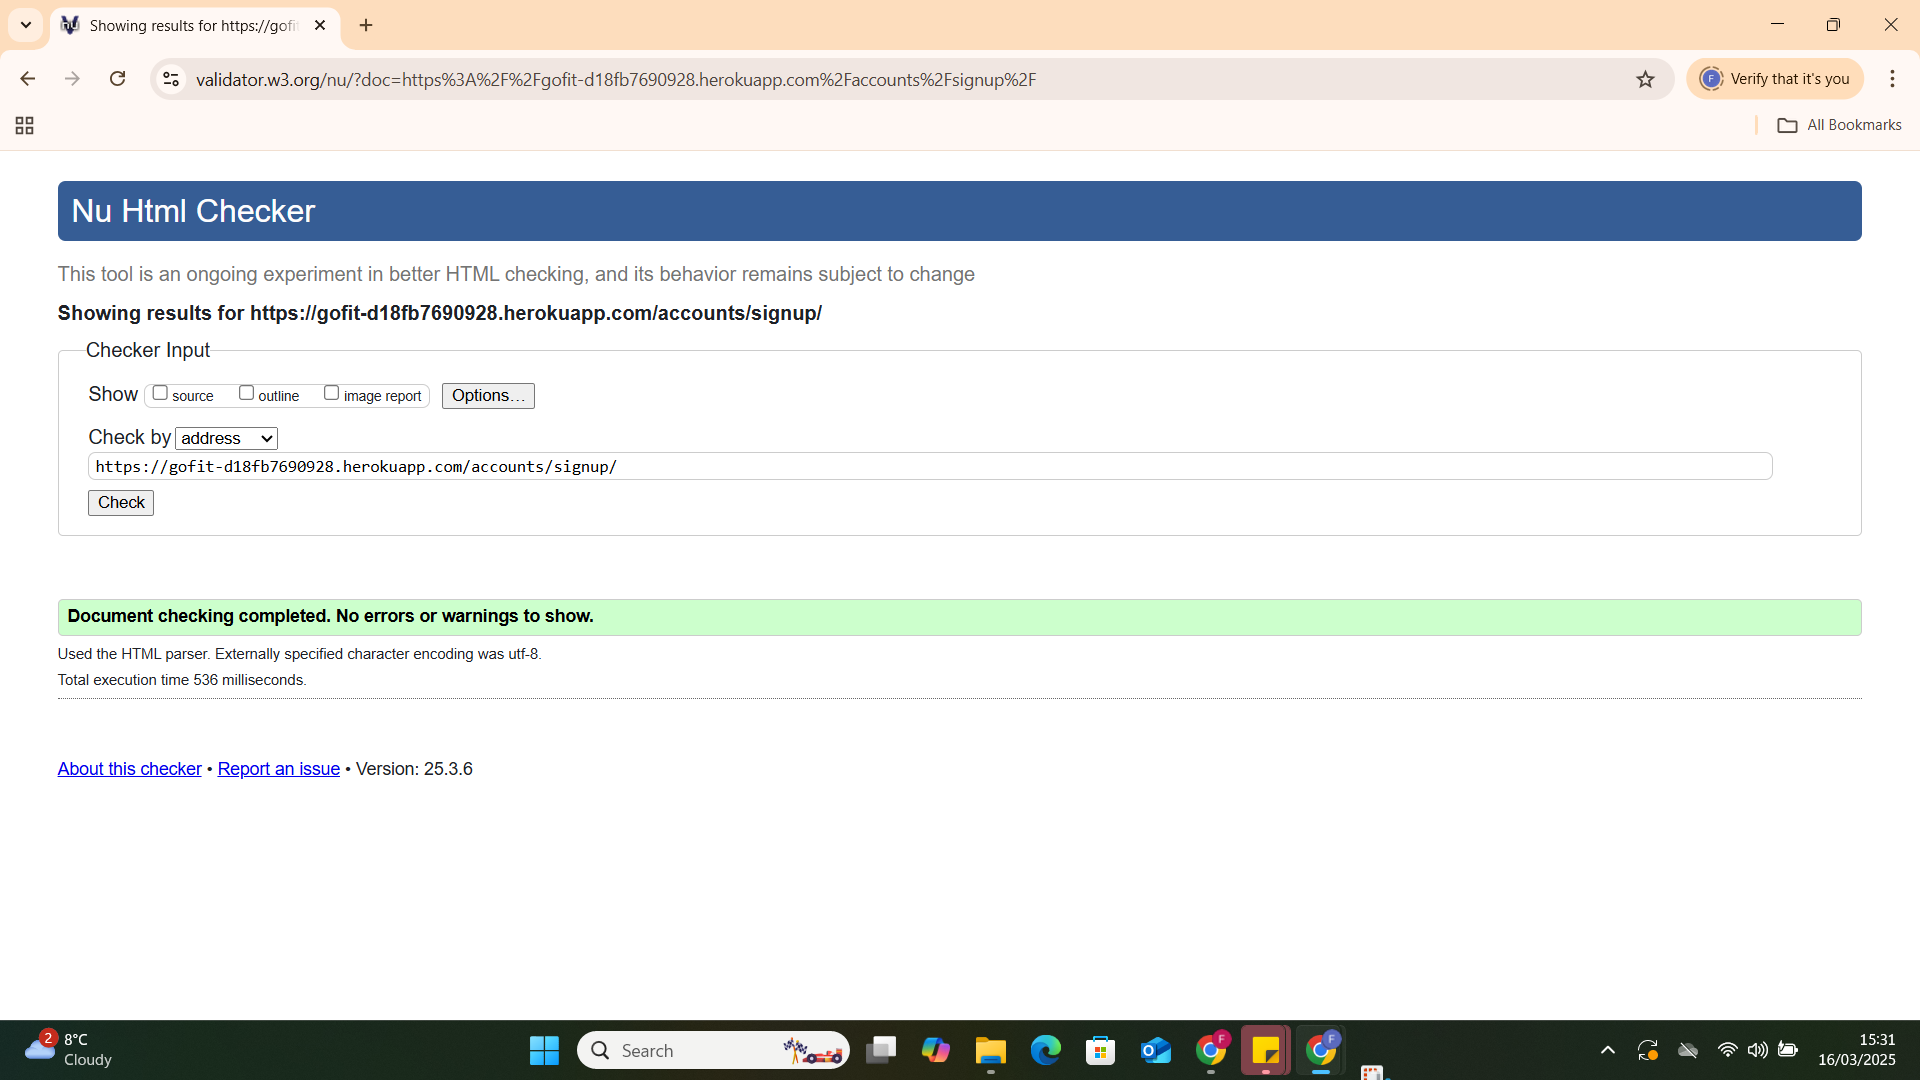 Showing results for https://gofi
validator.w3.org/nu/?doc=https%3A%2F%2Fgofit-d18fb7690928.herokuapp.com%2Faccounts%2Fsignup%2F
F
Verify that it's you
All Bookmarks
Nu Html Checker
This tool is an ongoing experiment in better HTML checking, and its behavior remains subject to change
Showing results for https://gofit-d18fb7690928.herokuapp.com/accounts/signup/
Checker Input
Show source outline image report Options…
Check by address
https://gofit-d18fb7690928.herokuapp.com/accounts/signup/
Check
Document checking completed. No errors or warnings to show.
Used the HTML parser. Externally specified character encoding was utf-8.
Total execution time 536 milliseconds.
About this checker • Report an issue • Version: 25.3.6
2
8°C
Cloudy
Search
F
F
15:31
16/03/2025